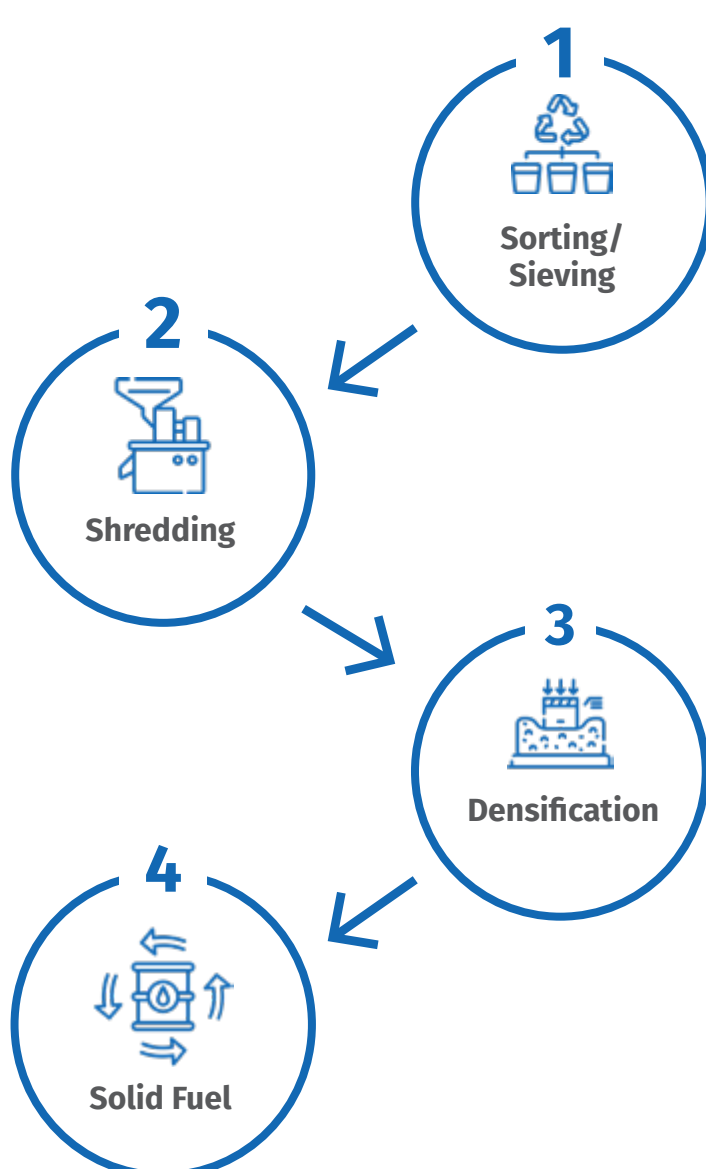 1
Sorting/
Sieving
2
Shredding
3
Densification
4
Solid Fuel